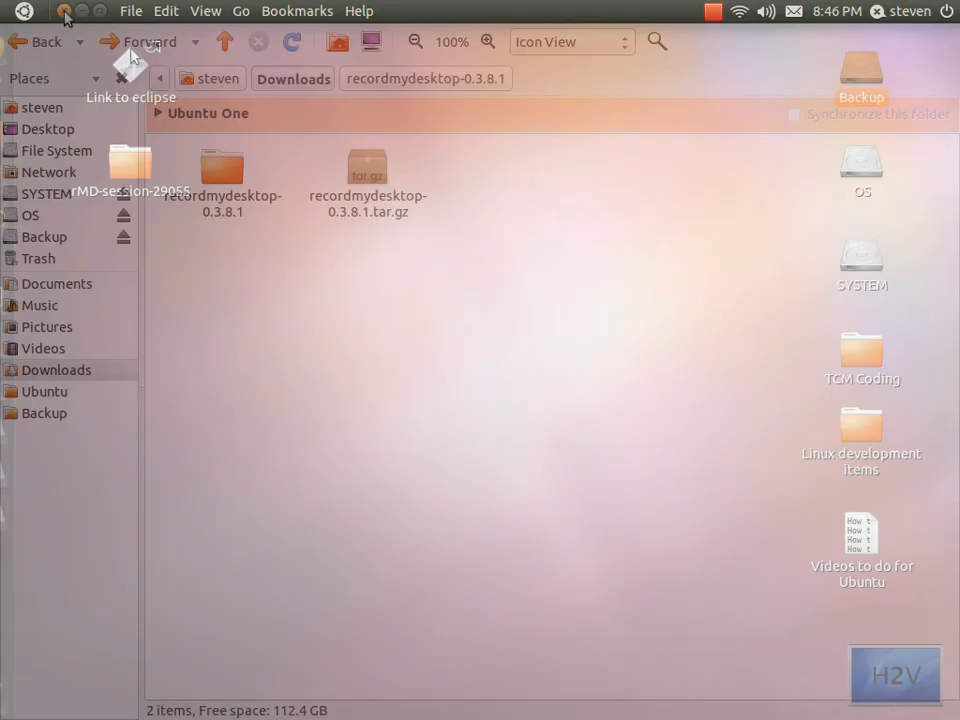 File Edit View Go Bookmarks Help
8:46 PM steven
Back Forward 100% Icon View
Places steven Downloads recordmydesktop-0.3.8.1
Link to eclipse
Backup
Ubuntu One Synchronize this folder
steven
Desktop
File System
Network
SYSTEM
OS
Backup
Trash
Documents
Music
Pictures
Videos
Downloads
Ubuntu
Backup
rMD-session-29055
recordmydesktop-
0.3.8.1
tar.gz
recordmydesktop-
0.3.8.1.tar.gz
OS
SYSTEM
TCM Coding
Linux development
items
How t
How t
How t
How t
Videos to do for
Ubuntu
H2V
2 items, Free space: 112.4 GB